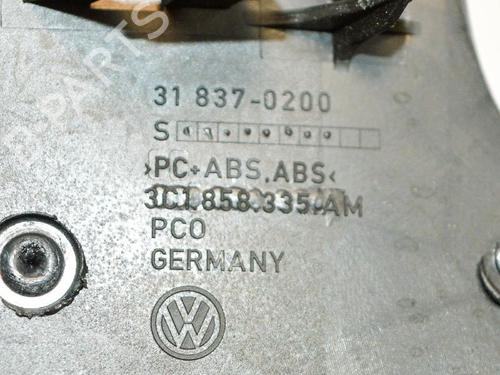 31 837-0200
S
>PC+ABS,ABS<
3C1.858.335.AM
PCO
GERMANY